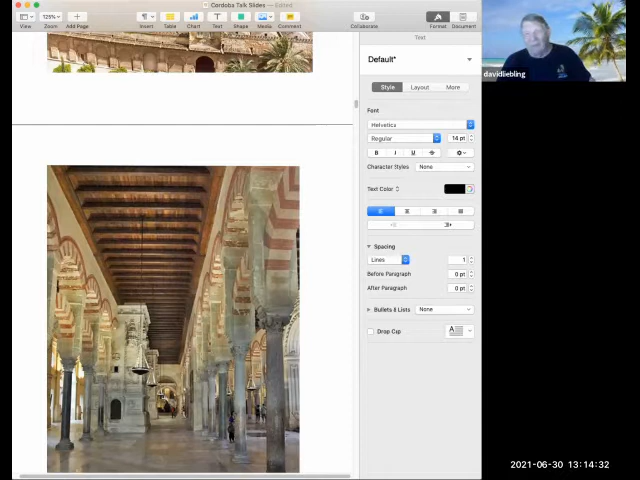 Cordoba Talk Slides — Edited
125%
View Zoom Add Page Insert Table Chart Text Shape Media Comment Collaborate Format Document
Text
Default*
Style Layout More
Font
Helvetica
Regular 14 pt
B I U S
Character Styles None
Text Color
Spacing
Lines 1
Before Paragraph 0 pt
After Paragraph 0 pt
Bullets & Lists None
Drop Cap A
davidliebling
2021-06-30 13:14:32